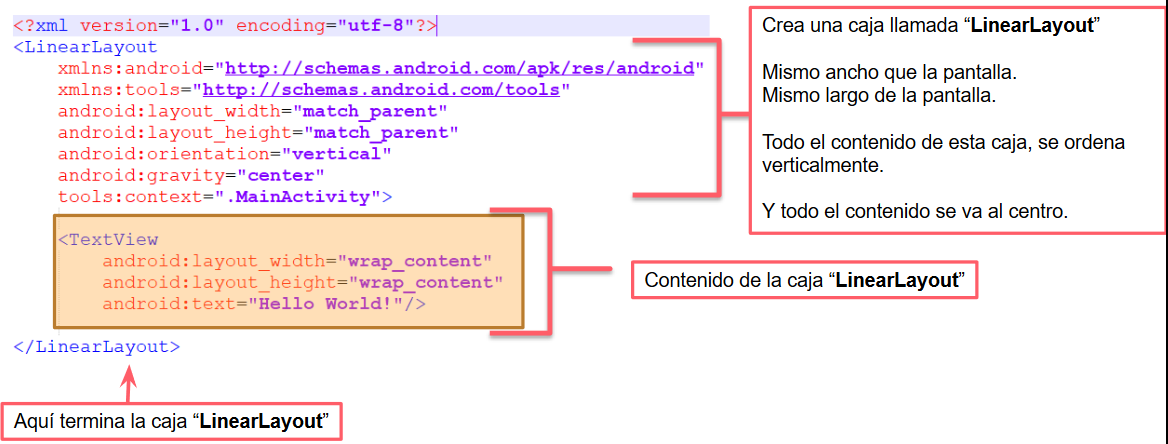 <?xml version="1.0" encoding="utf-8"?>
<LinearLayout
xmlns:android="http://schemas.android.com/apk/res/android"
xmlns:tools="http://schemas.android.com/tools"
android:layout_width="match_parent"
android:layout_height="match_parent"
android:orientation="vertical"
android:gravity="center"
tools:context=".MainActivity">
<TextView
android:layout_width="wrap_content"
android:layout_height="wrap_content"
android:text="Hello World!"/>
</LinearLayout>
Crea una caja llamada “LinearLayout”
Mismo ancho que la pantalla.
Mismo largo de la pantalla.
Todo el contenido de esta caja, se ordena
verticalmente.
Y todo el contenido se va al centro.
Contenido de la caja “LinearLayout”
Aquí termina la caja “LinearLayout”